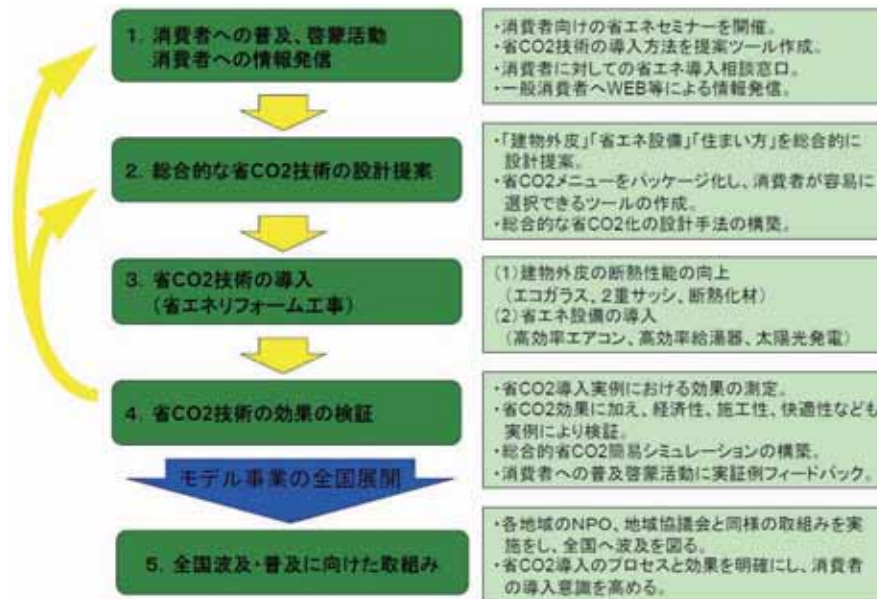 1. 消費者への普及、啓蒙活動
消費者への情報発信
・消費者向けの省エネセミナーを開催。
・省CO2技術の導入方法を提案ツール作成。
・消費者に対しての省エネ導入相談窓口。
・一般消費者へWEB等による情報発信。
2. 総合的な省CO2技術の設計提案
・「建物外皮」「省エネ設備」「住まい方」を総合的に
設計提案。
・省CO2メニューをパッケージ化し、消費者が容易に
選択できるツールの作成。
・総合的な省CO2化の設計手法の構築。
3. 省CO2技術の導入
(省エネリフォーム工事)
(1)建物外皮の断熱性能の向上
(エコガラス、2重サッシ、断熱化材)
(2)省エネ設備の導入
(高効率エアコン、高効率給湯器、太陽光発電)
4. 省CO2技術の効果の検証
・省CO2導入実例における効果の測定。
・省CO2効果に加え、経済性、施工性、快適性なども
実例により検証。
・総合的省CO2簡易シミュレーションの構築。
・消費者への普及啓蒙活動に実証例フィードバック。
モデル事業の全国展開
5. 全国波及・普及に向けた取組み
・各地域のNPO、地域協議会と同様の取組みを実
施をし、全国へ波及を図る。
・省CO2導入のプロセスと効果を明確にし、消費者
の導入意識を高める。